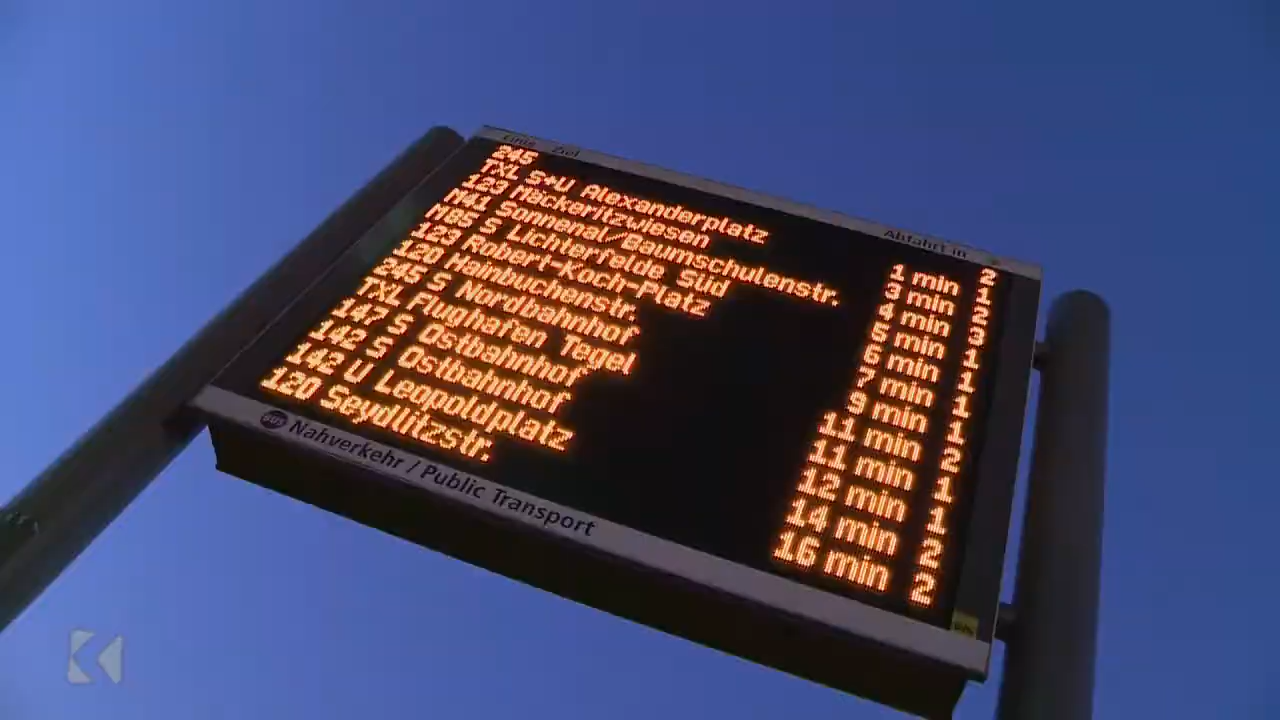 Linie Ziel Abfahrt in
245 2
TXL S+U Alexanderplatz 1 min 1
123 Mäckeritzwiesen 3 min 2
M41 Sonnenal/Baumschulenstr. 4 min 3
M85 S Lichterfelde Süd 5 min 1
123 Robert-Koch-Platz 6 min 1
120 Hainbuchenstr. 7 min 1
245 S Nordbahnhof 9 min 1
TXL Flughafen Tegel 11 min 2
147 S Ostbahnhof 11 min 1
142 S Ostbahnhof 12 min 1
142 U Leopoldplatz 14 min 2
120 Seydlitzstr. 16 min 2
BUS Nahverkehr / Public Transport